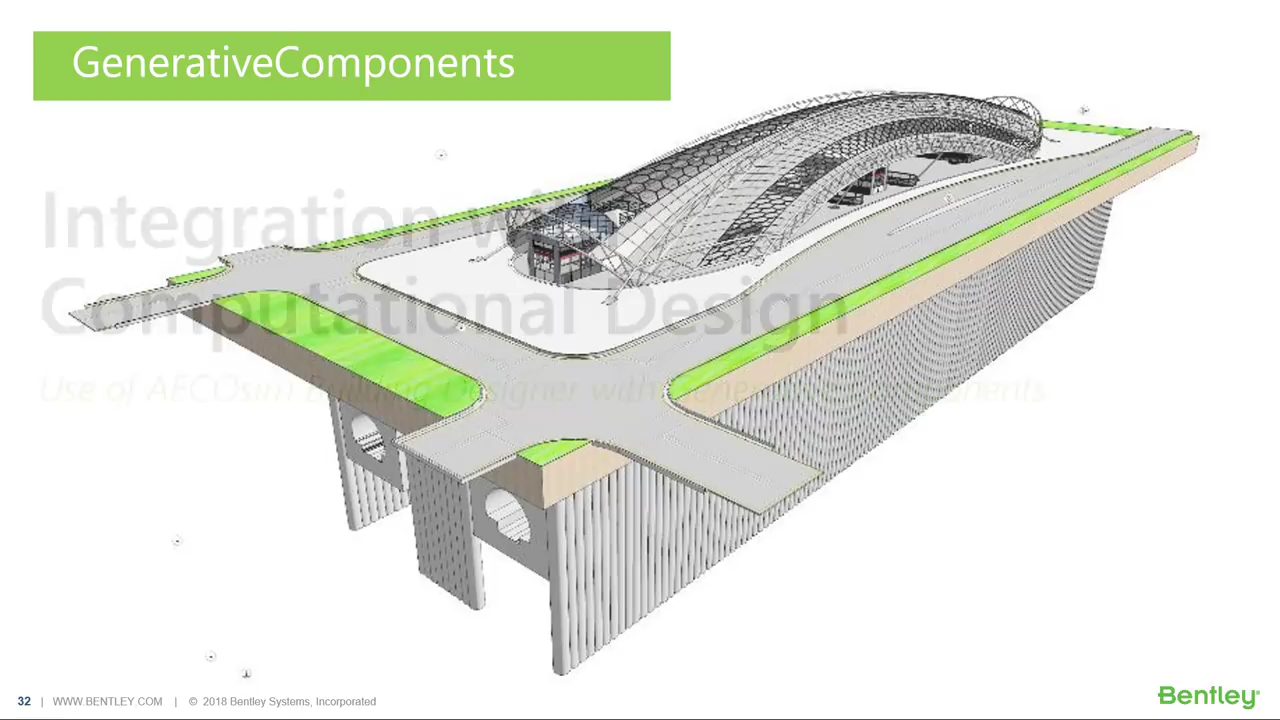 GenerativeComponents
Integration wi
Computational Design
Use of AECOsim Building Designer with GenerativeComponents
32 | WWW.BENTLEY.COM | © 2018 Bentley Systems, Incorporated
Bentley®